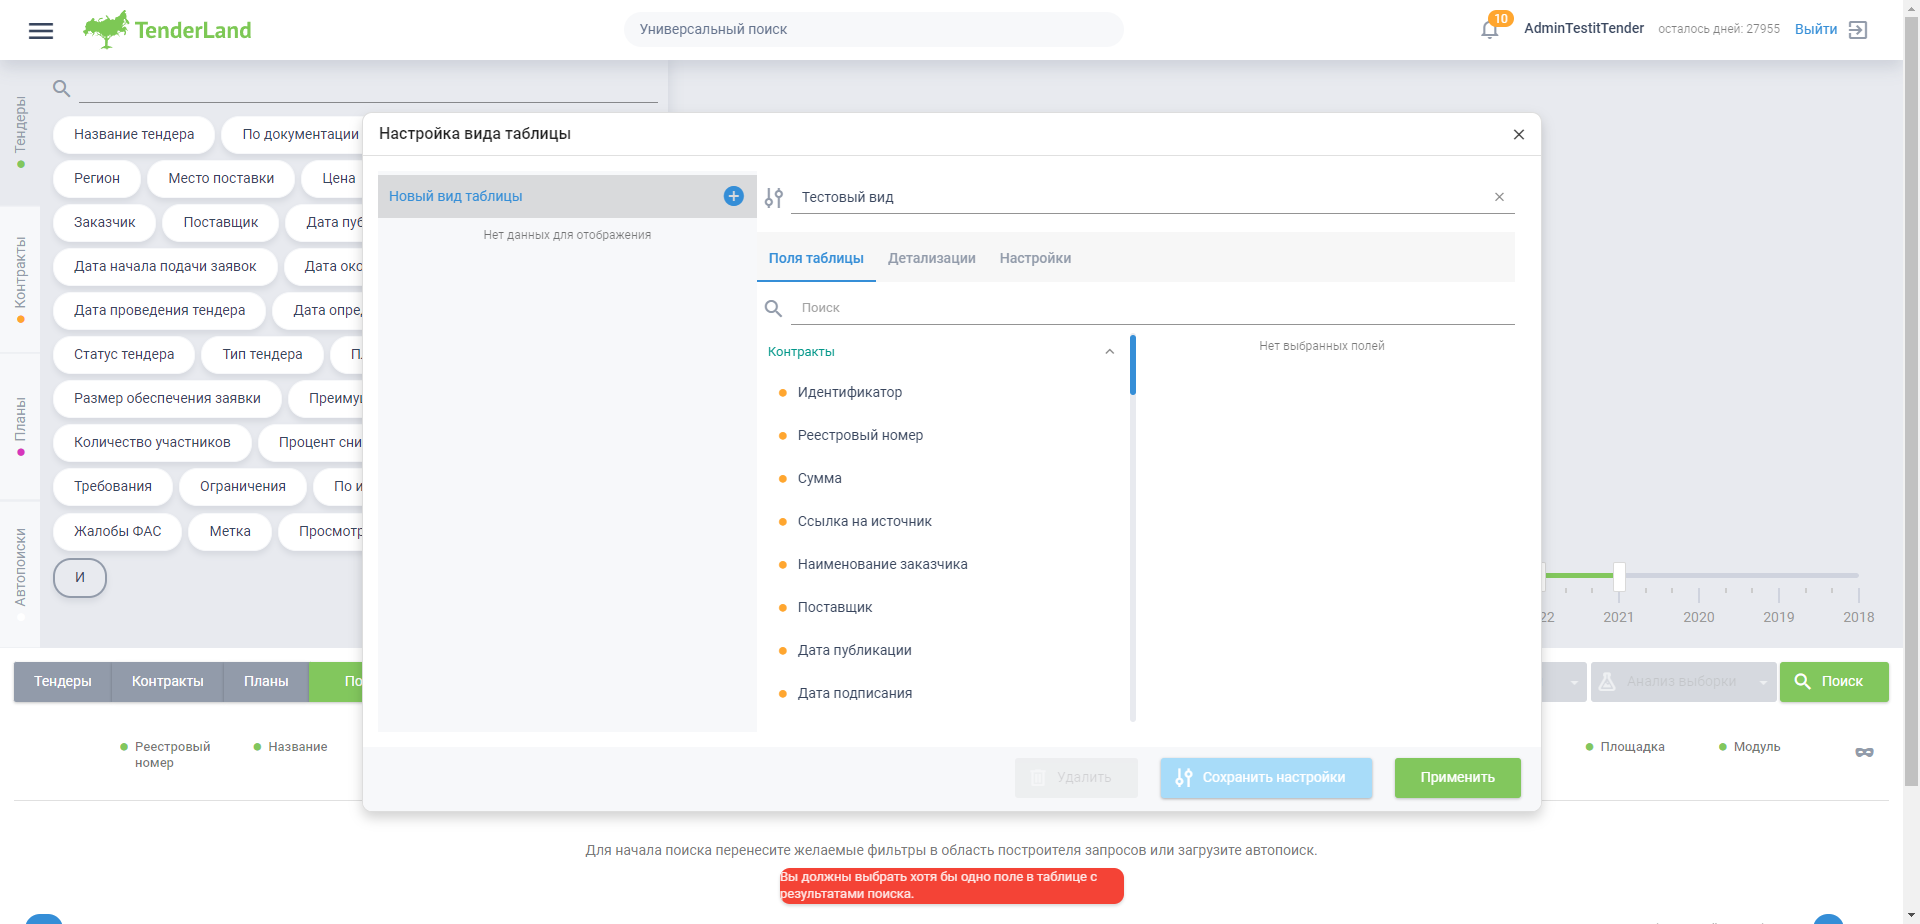 TenderLand
Универсальный поиск
10
AdminTestitTender
осталось дней: 27955
Выйти
Тендеры
Контракты
Планы
Автопоиски
Название тендера
По документации
Регион
Место поставки
Цена
Заказчик
Поставщик
Дата пуб
Дата начала подачи заявок
Дата око
Дата проведения тендера
Дата опре
Статус тендера
Тип тендера
Размер обеспечения заявки
Преиму
Количество участников
Процент сни
Требования
Ограничения
По и
Жалобы ФАС
Метка
Просмотр
И
Настройка вида таблицы
Новый вид таблицы
Нет данных для отображения
Тестовый вид
Поля таблицы
Детализации
Настройки
Поиск
Контракты
Идентификатор
Реестровый номер
Сумма
Ссылка на источник
Наименование заказчика
Поставщик
Дата публикации
Дата подписания
Нет выбранных полей
Удалить
Сохранить настройки
Применить
22
2021
2020
2019
2018
Тендеры
Контракты
Планы
По
Анализ выборки
Поиск
Реестровый
номер
Название
Площадка
Модуль
Для начала поиска перенесите желаемые фильтры в область построителя запросов или загрузите автопоиск.
Вы должны выбрать хотя бы одно поле в таблице с
результатами поиска.